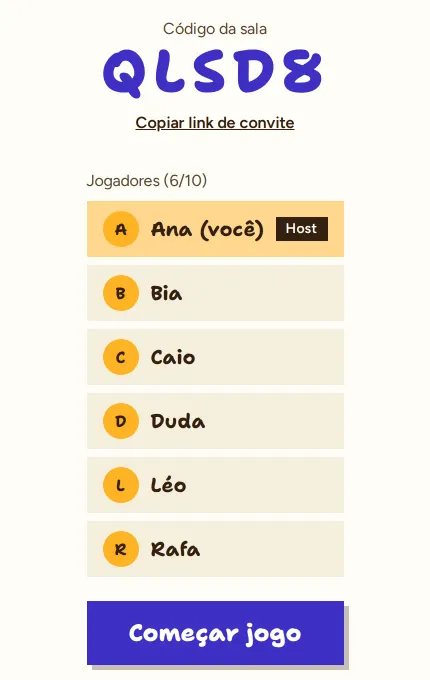 Código da sala
QLSD8
Copiar link de convite
Jogadores (6/10)
A Ana (você) Host
B Bia
C Caio
D Duda
L Léo
R Rafa
Começar jogo